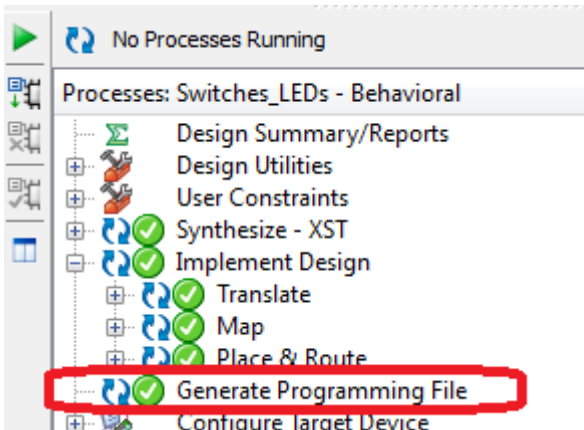 No Processes Running
Processes: Switches_LEDs - Behavioral
Design Summary/Reports
Design Utilities
User Constraints
Synthesize - XST
Implement Design
Translate
Map
Place & Route
Generate Programming File
Configure Target Device